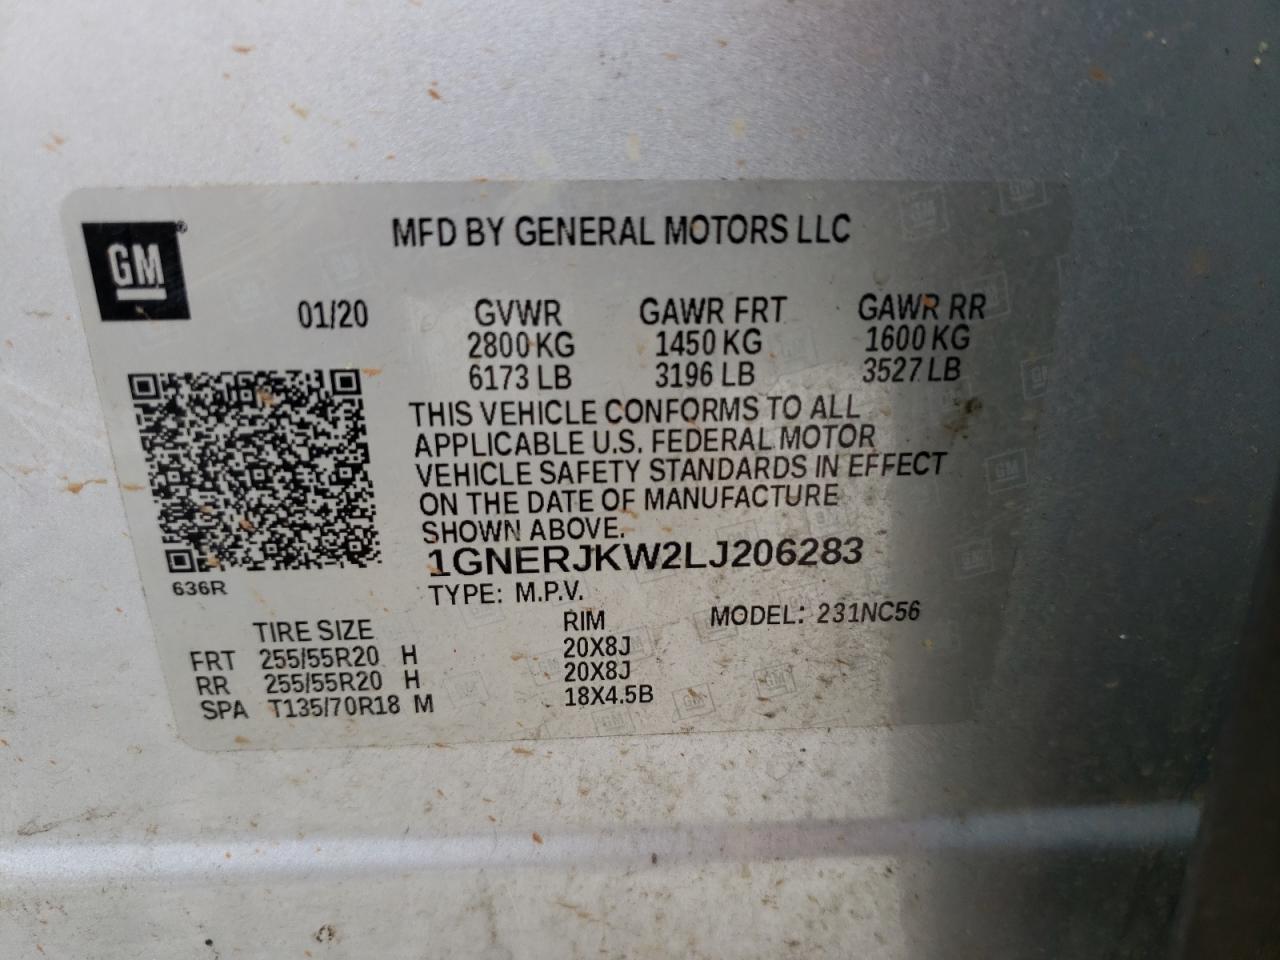 GM®
MFD BY GENERAL MOTORS LLC
01/20 GVWR GAWR FRT GAWR RR
2800 KG 1450 KG 1600 KG
6173 LB 3196 LB 3527 LB
THIS VEHICLE CONFORMS TO ALL
APPLICABLE U.S. FEDERAL MOTOR
VEHICLE SAFETY STANDARDS IN EFFECT
ON THE DATE OF MANUFACTURE
SHOWN ABOVE.
1GNERJKW2LJ206283
636R
TYPE: M.P.V.
MODEL: 231NC56
TIRE SIZE RIM
FRT 255/55R20 H 20X8J
RR 255/55R20 H 20X8J
SPA T135/70R18 M 18X4.5B